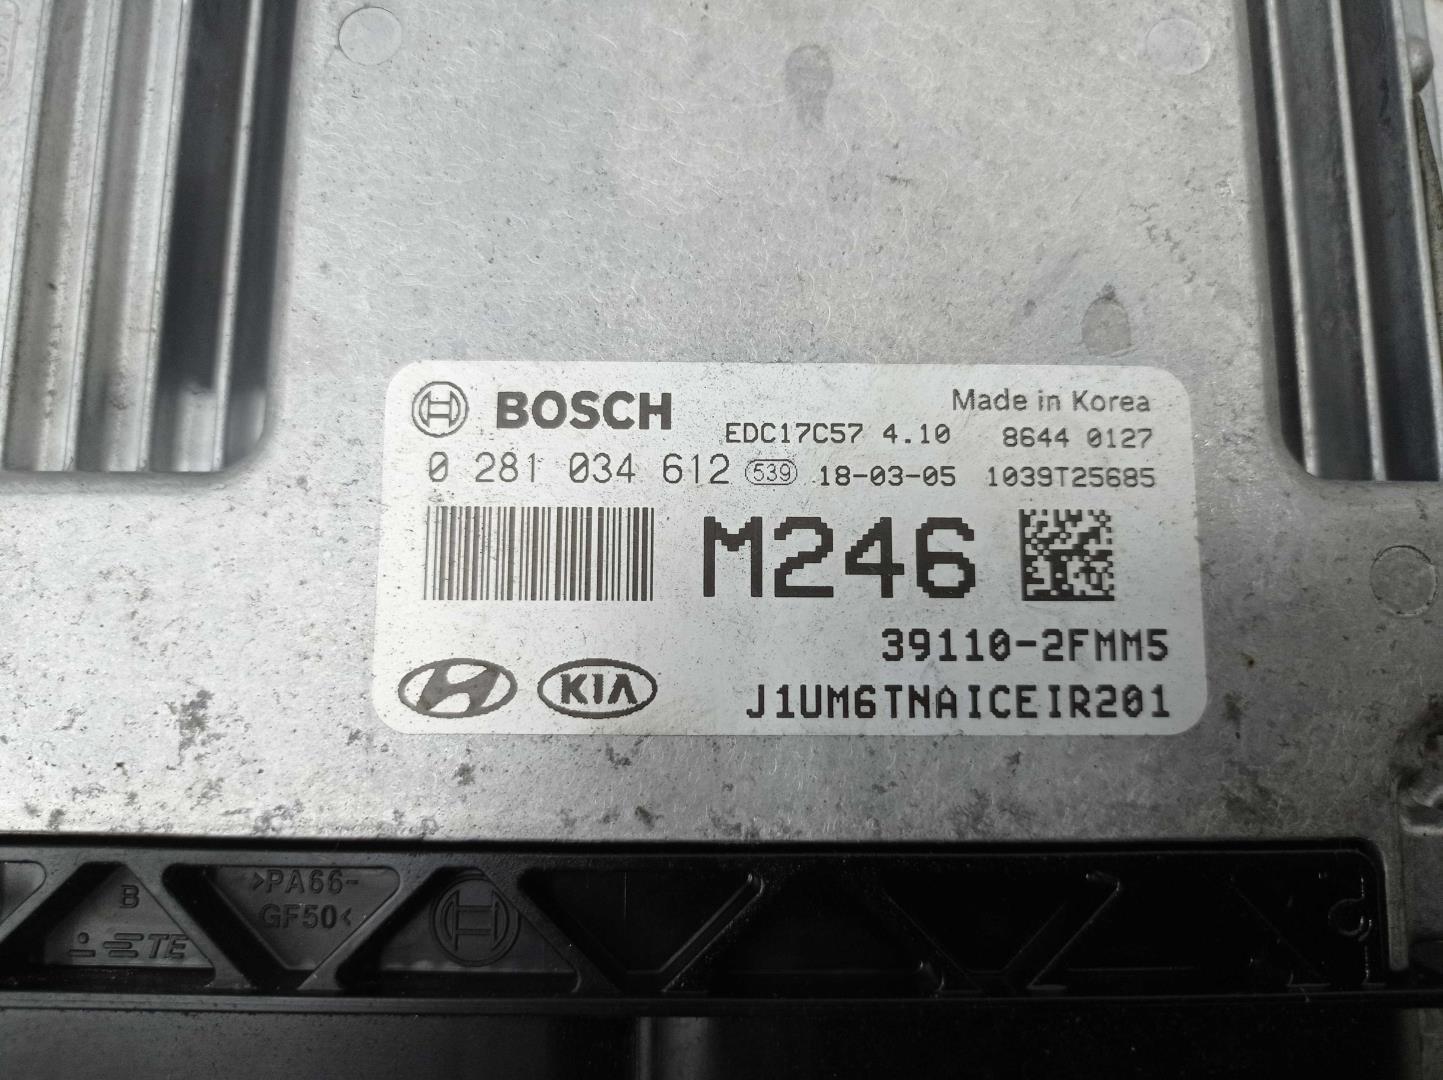 BOSCH
Made in Korea
EDC17C57 4.10 8644 0127
0 281 034 612 539 18-03-05 1039T25685
M246
39110-2FMM5
KIA
J1UM6TNAICEIR201
B
>PA66-
GF50<
TE